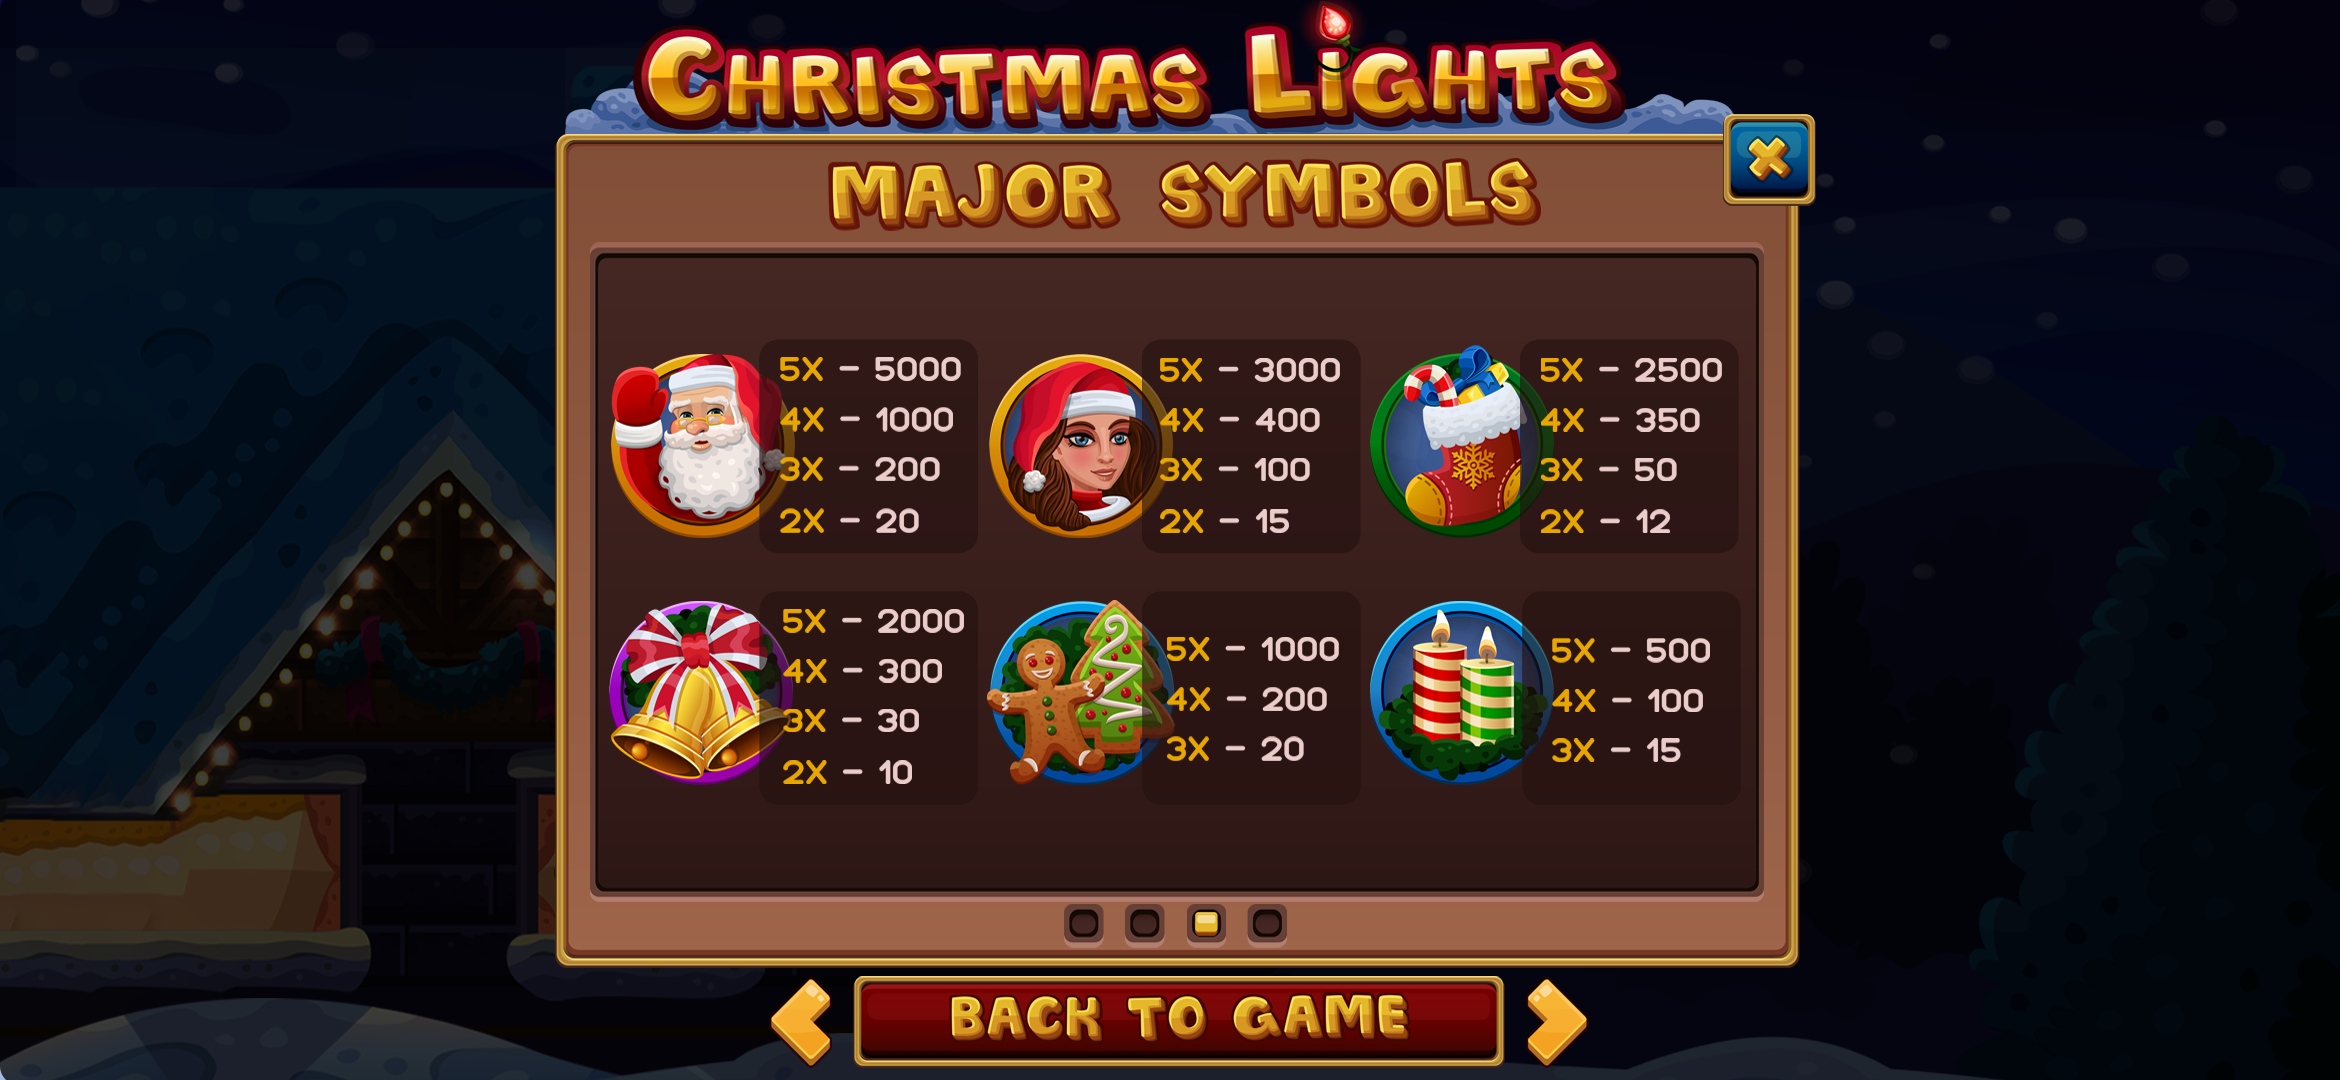 CHRISTMAS LIGHTS
MAJOR SYMBOLS
5X – 5000
4X – 1000
3X – 200
2X – 20
5X – 3000
4X – 400
3X – 100
2X – 15
5X – 2500
4X – 350
3X – 50
2X – 12
5X – 2000
4X – 300
3X – 30
2X – 10
5X – 1000
4X – 200
3X – 20
5X – 500
4X – 100
3X – 15
BACK TO GAME